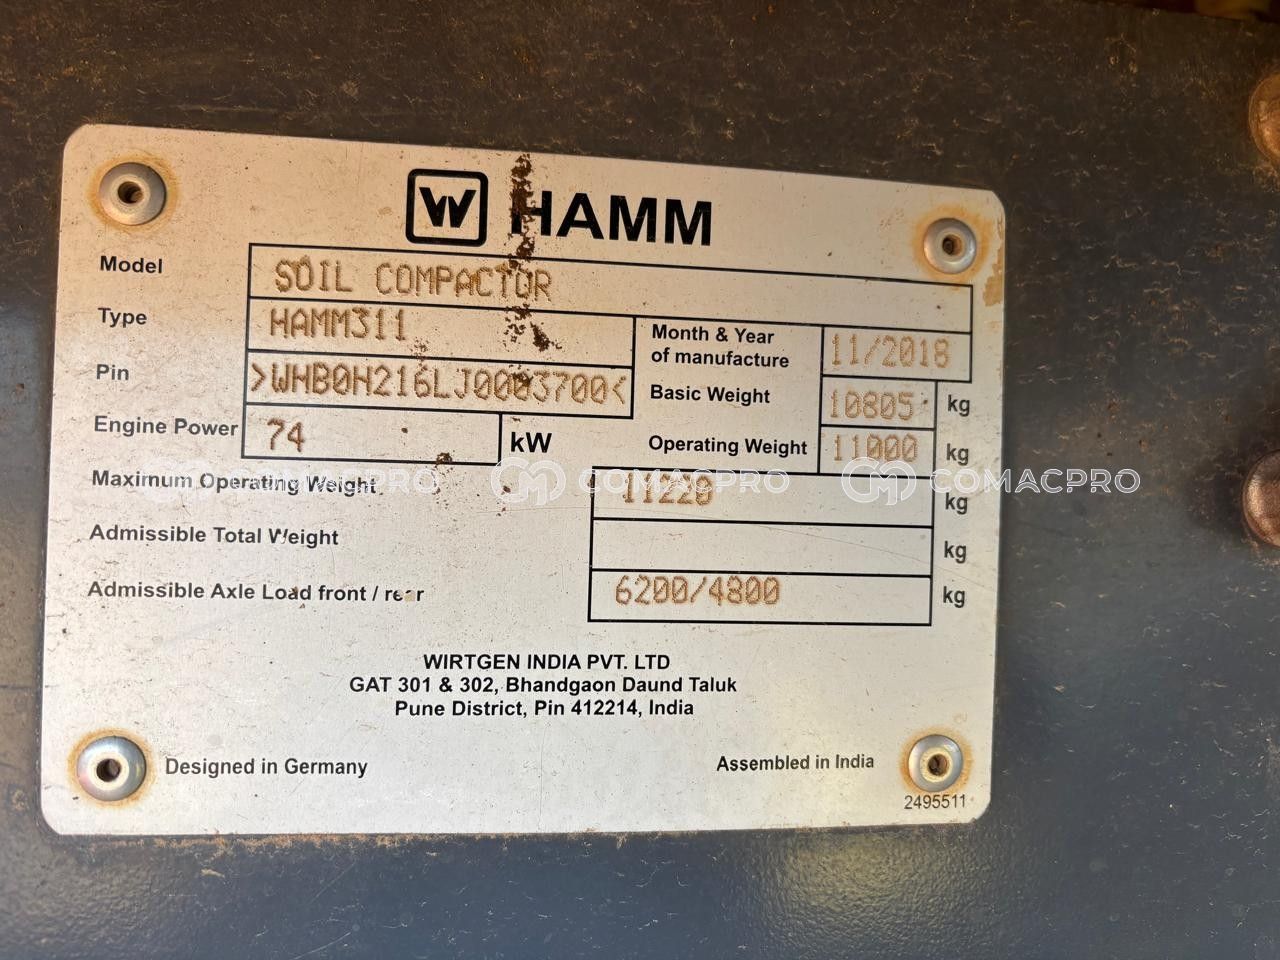 W HAMM
Model SOIL COMPACTOR
Type HAMM311
Month & Year of manufacture 11/2018
Pin >WHB0H216LJ0003700<
Basic Weight 10805 kg
Engine Power 74 kW
Operating Weight 11000 kg
Maximum Operating Weight 11220 kg
COMACPRO COMACPRO COMACPRO
Admissible Total Weight kg
Admissible Axle Load front / rear 6200/4800 kg
WIRTGEN INDIA PVT. LTD
GAT 301 & 302, Bhandgaon Daund Taluk
Pune District, Pin 412214, India
Designed in Germany
Assembled in India
2495511